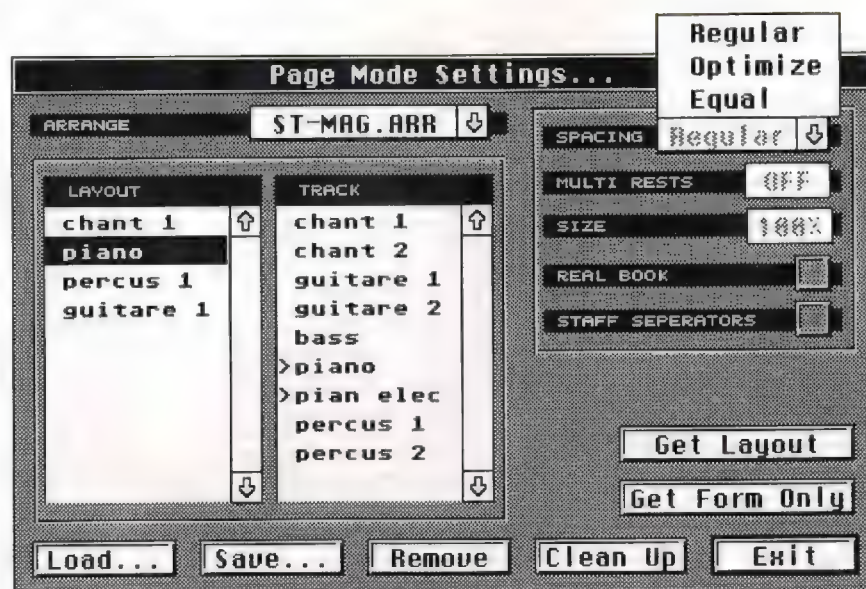 Regular
Optimize
Equal
Page Mode Settings...
ARRANGE
ST-MAG.ARR
SPACING
Regular
MULTI RESTS
OFF
SIZE
100%
REAL BOOK
STAFF SEPERATORS
LAYOUT
chant 1
piano
percus 1
guitare 1
TRACK
chant 1
chant 2
guitare 1
guitare 2
bass
>piano
>pian elec
percus 1
percus 2
Get Layout
Get Form Only
Load...
Save...
Remove
Clean Up
Exit